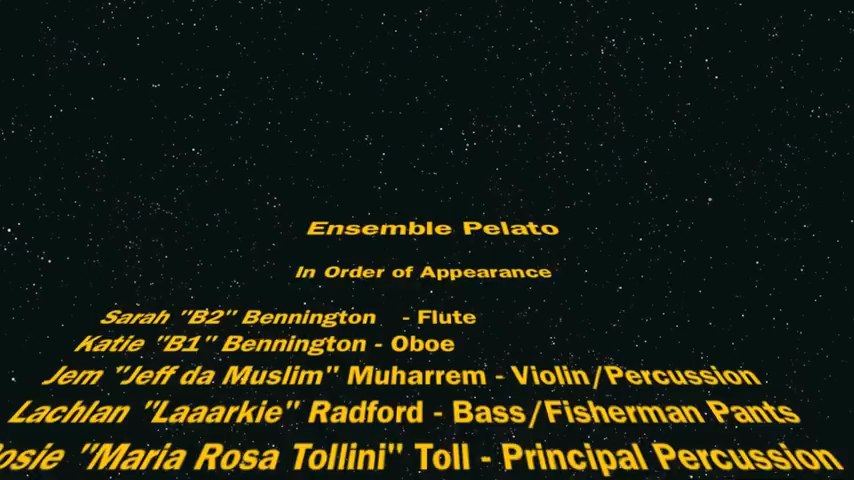 Ensemble Pelato
In Order of Appearance
Sarah "B2" Bennington - Flute
Katie "B1" Bennington - Oboe
Jem "Jeff da Muslim" Muharrem - Violin/Percussion
Lachlan "Laaarkie" Radford - Bass/Fisherman Pants
"Maria Rosa Tollini" Toll - Principal Percussion